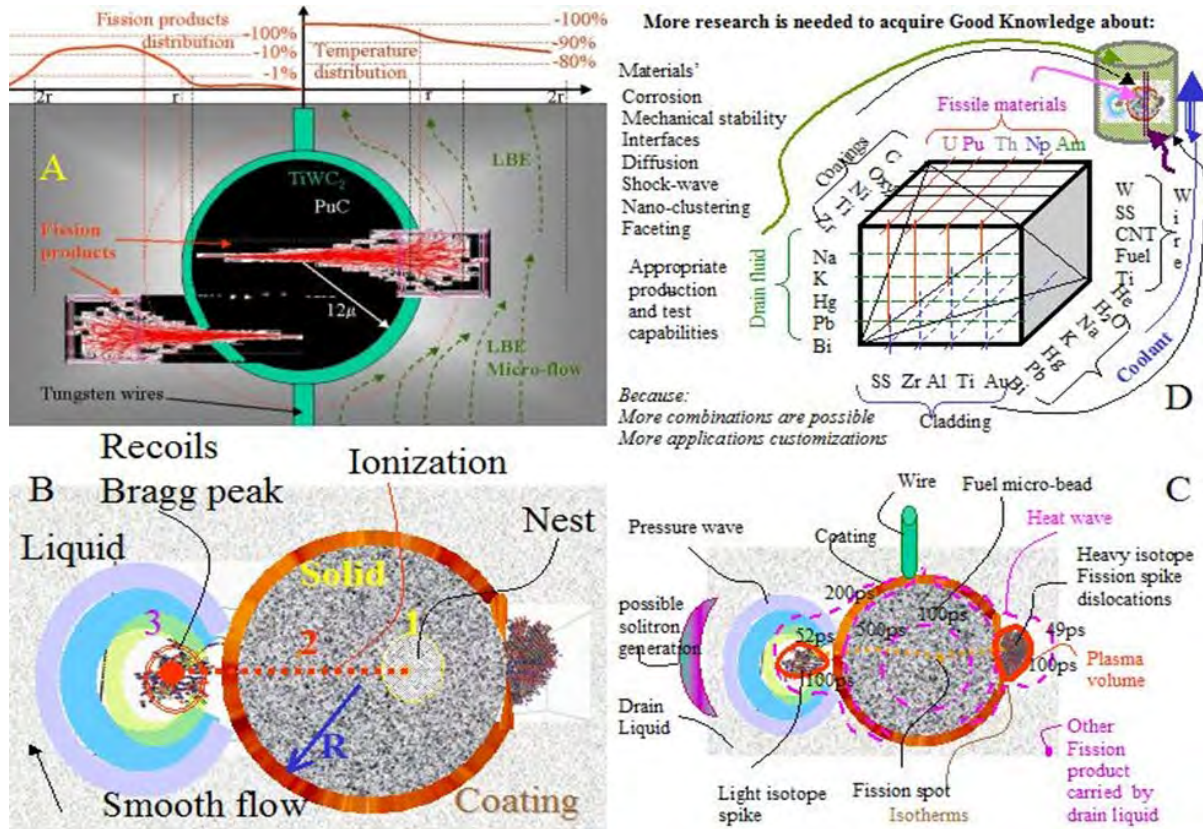 Fission products
distribution
-100%
-10%
-1%
-100%
-90%
-80%
Temperature
distribution
2r
r
r
2r
A
TiWC2
PuC
LBE
Fission
products
12μ
LBE
Micro-flow
Tungsten wires
More research is needed to acquire Good Knowledge about:
Materials'
Corrosion
Mechanical stability
Interfaces
Diffusion
Shock-wave
Nano-clustering
Faceting
Appropriate
production
and test
capabilities
Because:
More combinations are possible
More applications customizations
Fissile materials
U Pu Th Np Am
Coatings
C
Ni
Ti
Zr
Drain fluid
Na
K
Hg
Pb
Bi
W
SS
CNT
Fuel
Ti
Wire
He
H2O
Na
K
Hg
Pb
Bi
Coolant
SS Zr Al Ti Au
Cladding
D
B
Recoils
Bragg peak
Ionization
Nest
Liquid
Solid
1
2
3
R
Smooth flow
Coating
C
Wire
Fuel micro-bead
Pressure wave
Coating
Heat wave
Heavy isotope
Fission spike
dislocations
possible
solitron
generation
200ps
100ps
500ps
52ps
1100ps
49ps
100ps
Plasma
volume
Drain
Liquid
Light isotope
spike
Fission spot
Isotherms
Other
Fission
product
carried by
drain liquid